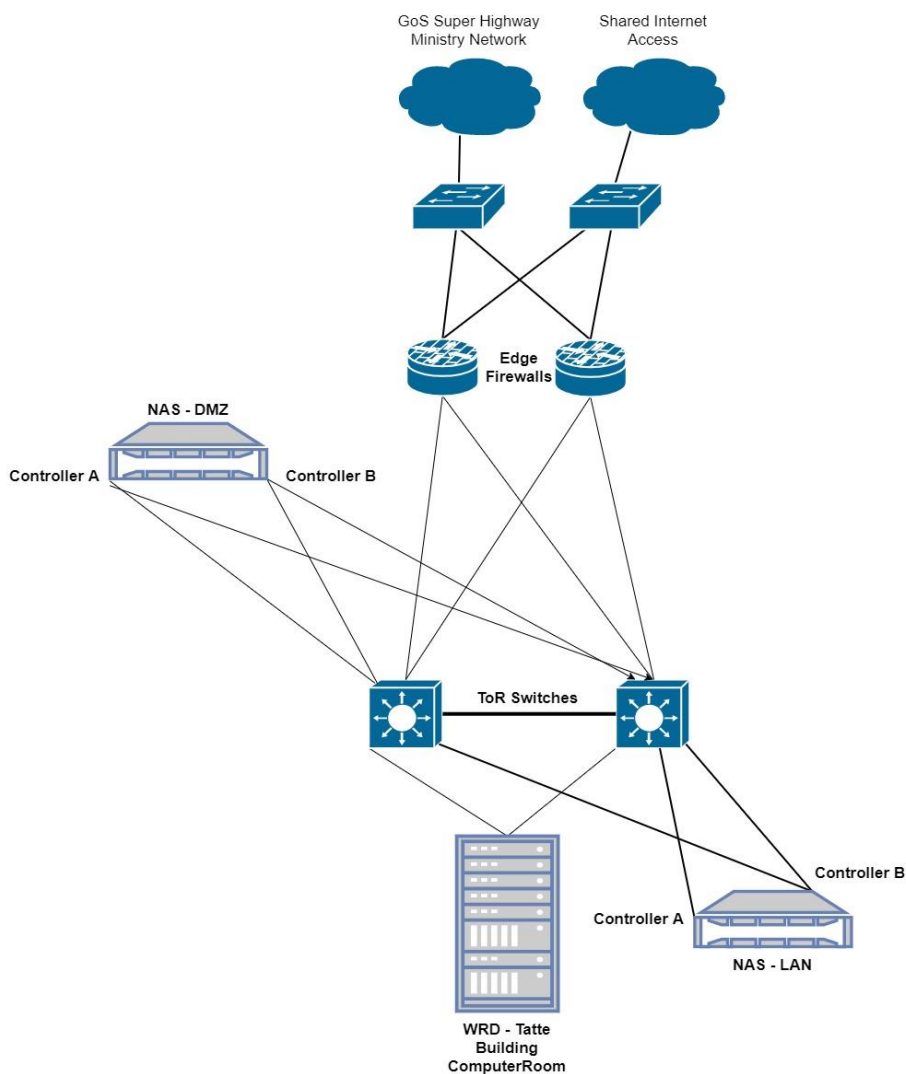 GoS Super Highway
Ministry Network
Shared Internet
Access
Edge
Firewalls
NAS - DMZ
Controller A
Controller B
ToR Switches
Controller B
Controller A
NAS - LAN
WRD - Tatte
Building
ComputerRoom